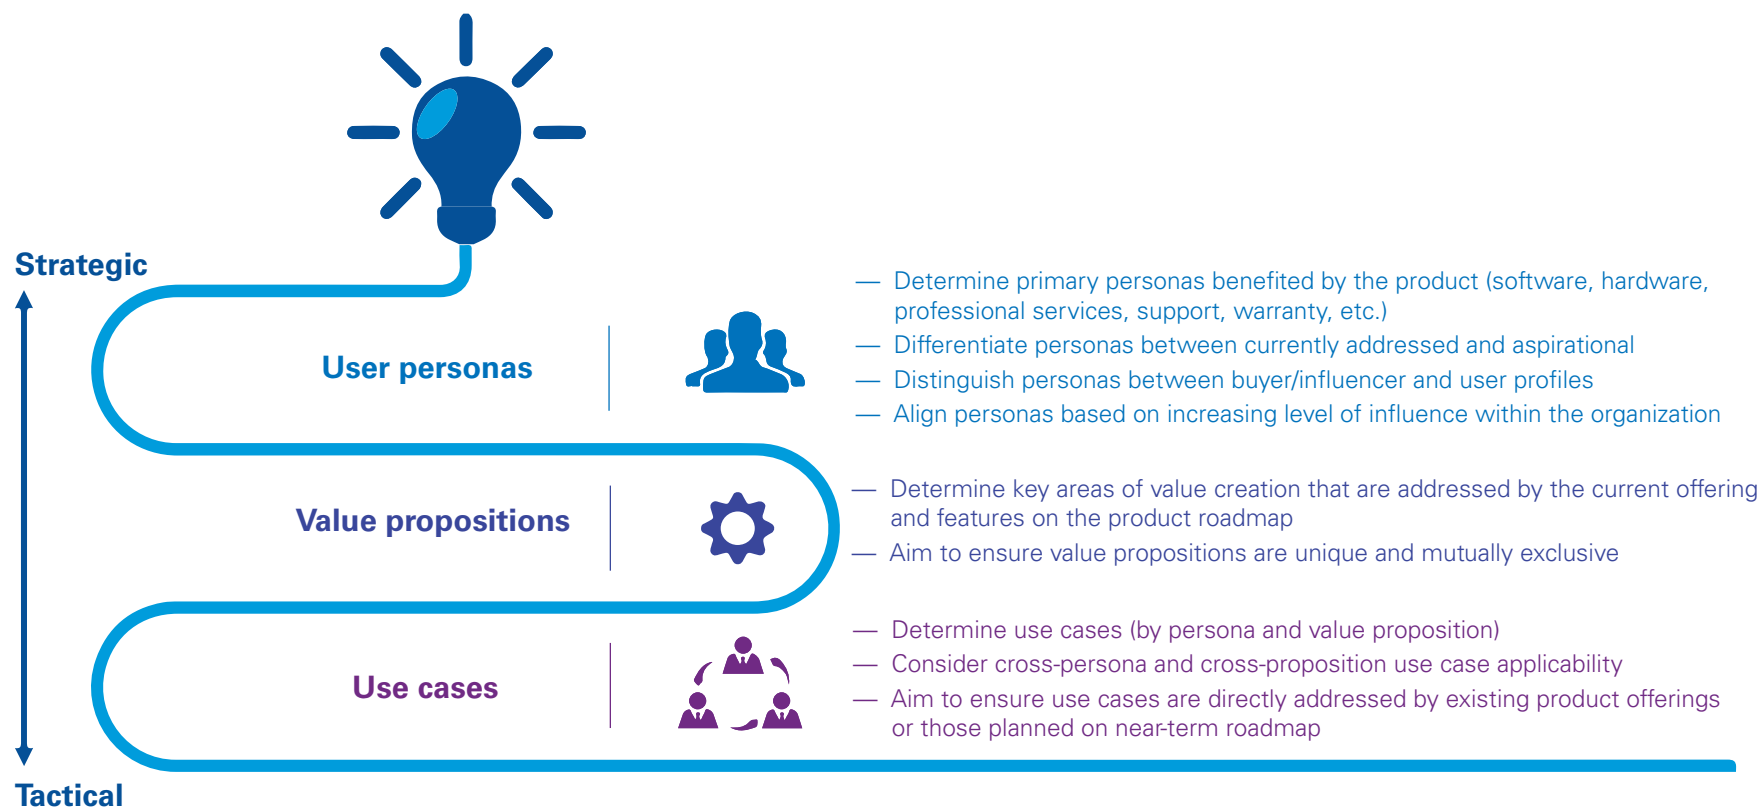 Strategic
User personas
— Determine primary personas benefited by the product (software, hardware,
professional services, support, warranty, etc.)
— Differentiate personas between currently addressed and aspirational
— Distinguish personas between buyer/influencer and user profiles
— Align personas based on increasing level of influence within the organization
Value propositions
— Determine key areas of value creation that are addressed by the current offering
and features on the product roadmap
— Aim to ensure value propositions are unique and mutually exclusive
Use cases
— Determine use cases (by persona and value proposition)
— Consider cross-persona and cross-proposition use case applicability
— Aim to ensure use cases are directly addressed by existing product offerings
or those planned on near-term roadmap
Tactical